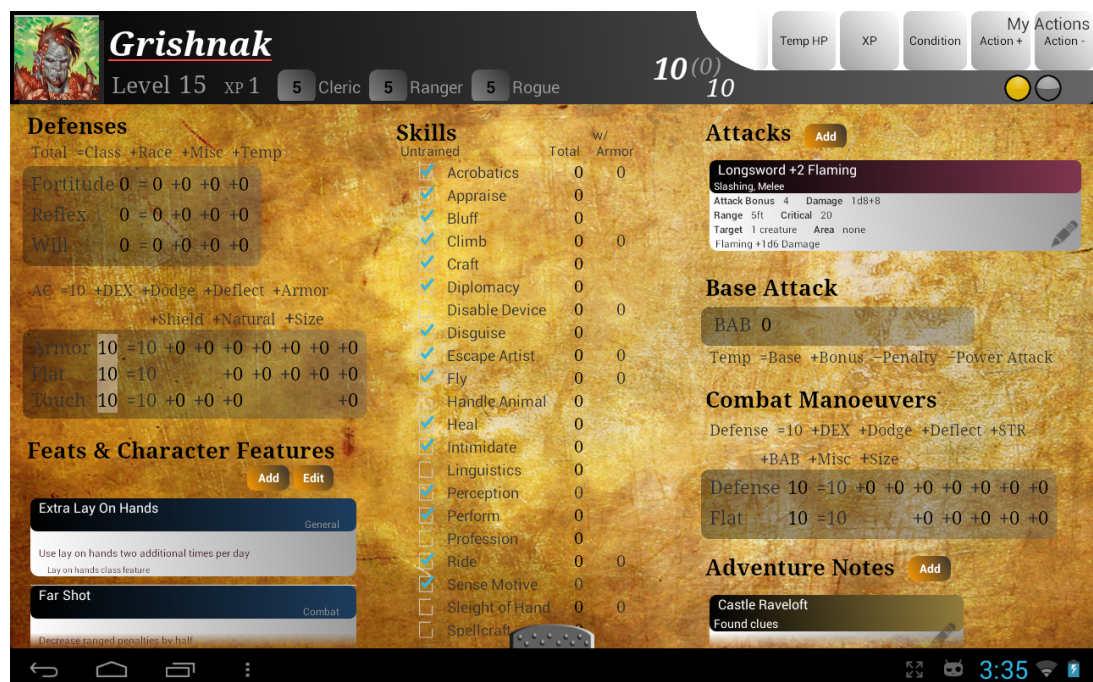 Grishnak
Level 15 XP 1 5 Cleric 5 Ranger 5 Rogue
10 (0)
10
Temp HP XP Condition My Actions
Action + Action -
Defenses
Total =Class +Race +Misc +Temp
Fortitude 0 = 0 +0 +0 +0
Reflex 0 = 0 +0 +0 +0
Will 0 = 0 +0 +0 +0
AC =10 +DEX +Dodge +Deflect +Armor
+Shield +Natural +Size
Armor 10 =10 +0 +0 +0 +0 +0 +0 +0
Flat 10 =10 +0 +0 +0 +0 +0
Touch 10 =10 +0 +0 +0 +0
Feats & Character Features
Add Edit
Extra Lay On Hands
General
Use lay on hands two additional times per day
Lay on hands class feature
Far Shot
Combat
Decrease ranged penalties by half
Skills w/
Untrained Total Armor
Acrobatics 0 0
Appraise 0
Bluff 0
Climb 0 0
Craft 0
Diplomacy 0
Disable Device 0 0
Disguise 0
Escape Artist 0 0
Fly 0 0
Handle Animal 0
Heal 0
Intimidate 0
Linguistics 0
Perception 0
Perform 0
Profession 0
Ride 0 0
Sense Motive 0
Sleight of Hand 0 0
Spellcraft
Attacks Add
Longsword +2 Flaming
Slashing, Melee
Attack Bonus 4 Damage 1d8+8
Range 5ft Critical 20
Target 1 creature Area none
Flaming +1d6 Damage
Base Attack
BAB 0
Temp =Base +Bonus −Penalty −Power Attack
Combat Manoeuvers
Defense =10 +DEX +Dodge +Deflect +STR
+BAB +Misc +Size
Defense 10 =10 +0 +0 +0 +0 +0 +0 +0
Flat 10 =10 +0 +0 +0 +0 +0
Adventure Notes Add
Castle Raveloft
Found clues
3:35